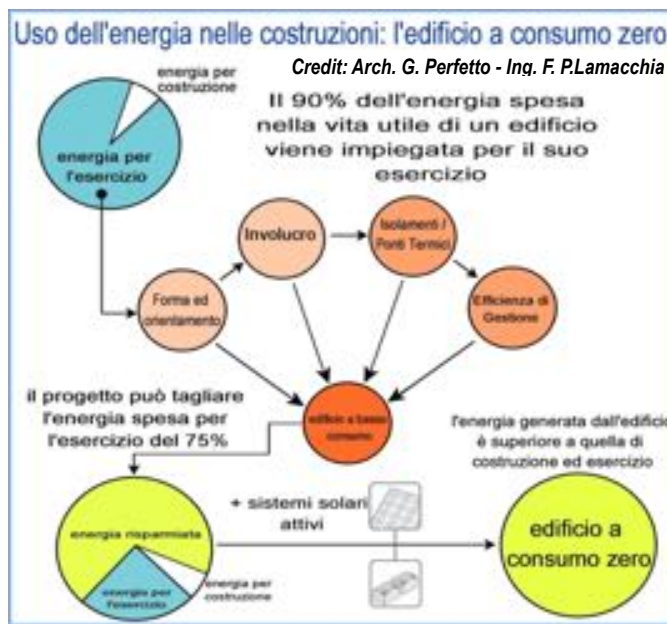 Uso dell'energia nelle costruzioni: l'edificio a consumo zero
Credit: Arch. G. Perfetto - Ing. F. P.Lamacchia
energia per
costruzione
energia per
l'esercizio
Il 90% dell'energia spesa
nella vita utile di un edificio
viene impiegata per il suo
esercizio
Involucro
Isolamenti /
Ponti Termici
Forma ed
orientamento
Efficienza di
Gestione
edificio a basso
consumo
il progetto può tagliare
l'energia spesa per
l'esercizio del 75%
l'energia generata dall'edificio
è superiore a quella di
costruzione ed esercizio
energia risparmiata
energia per
l'esercizio
energia per
costruzione
+ sistemi solari
attivi
edificio a
consumo zero